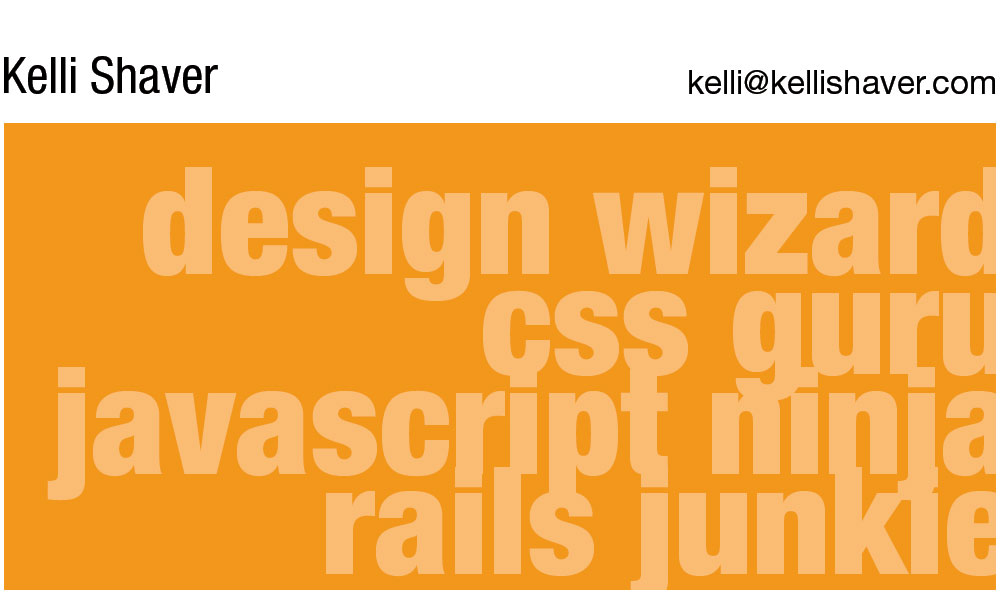 Kelli Shaver
kelli@kellishaver.com
design wizard
css guru
javascript ninja
rails junkie